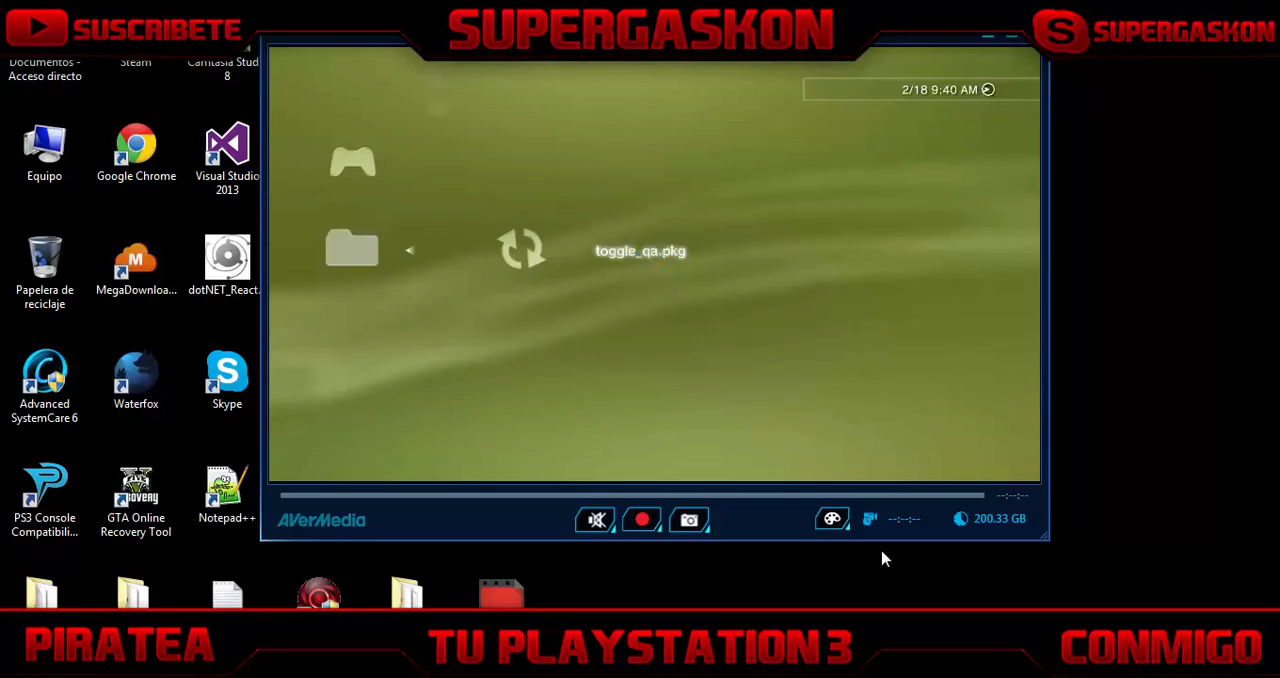 SUSCRIBETE
SUPERGASKON
SUPERGASKON
Documentos -
Acceso directo
Steam
Camtasia Stud
8
2/18 9:40 AM
Equipo
Google Chrome
Visual Studio
2013
toggle_qa.pkg
Papelera de
reciclaje
MegaDownloa...
dotNET_React.
Advanced
SystemCare 6
Waterfox
Skype
PS3 Console
Compatibili...
GTA Online
Recovery Tool
Notepad++
AVerMedia
--:--:--
--:--:--
200.33 GB
PIRATEA
TU PLAYSTATION 3
CONMIGO